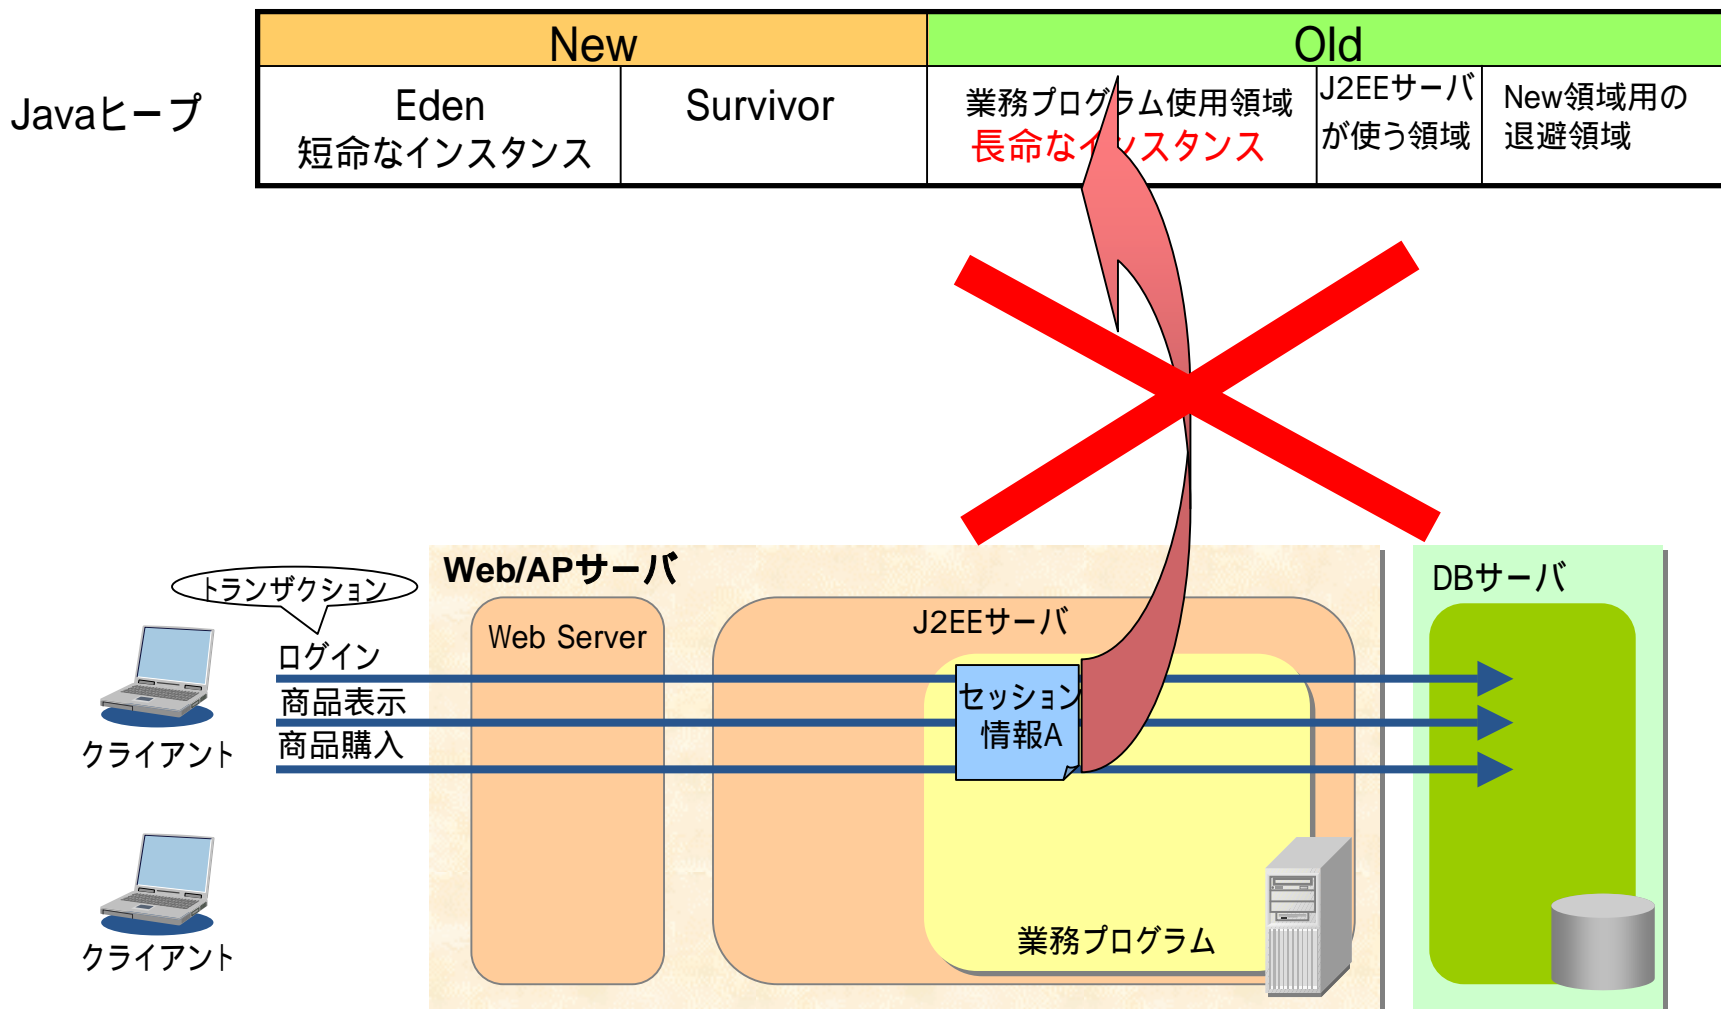 New
Old
Javaヒープ
Eden
短命なインスタンス
Survivor
業務プログラム使用領域
長命なインスタンス
J2EEサーバ
が使う領域
New領域用の
退避領域
Web/APサーバ
DBサーバ
トランザクション
Web Server
J2EEサーバ
ログイン
商品表示
商品購入
セッション
情報A
クライアント
業務プログラム
クライアント